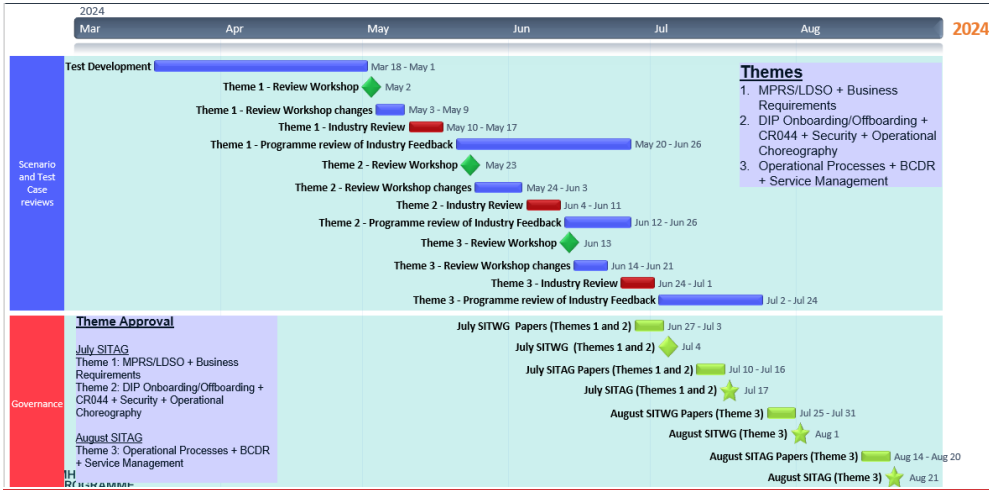 2024
Mar Apr May Jun Jul Aug
2024
Test Development Mar 18 - May 1
Theme 1 - Review Workshop May 2
Theme 1 - Review Workshop changes May 3 - May 9
Theme 1 - Industry Review May 10 - May 17
Theme 1 - Programme review of Industry Feedback May 20 - Jun 26
Theme 2 - Review Workshop May 23
Theme 2 - Review Workshop changes May 24 - Jun 3
Theme 2 - Industry Review Jun 4 - Jun 11
Theme 2 - Programme review of Industry Feedback Jun 12 - Jun 26
Theme 3 - Review Workshop Jun 13
Theme 3 - Review Workshop changes Jun 14 - Jun 21
Theme 3 - Industry Review Jun 24 - Jul 1
Theme 3 - Programme review of Industry Feedback Jul 2 - Jul 24
Scenario
and Test
Case
reviews
Themes
1. MPRS/LDSO + Business
Requirements
2. DIP Onboarding/Offboarding +
CR044 + Security + Operational
Choreography
3. Operational Processes + BCDR
+ Service Management
Governance
Theme Approval
July SITAG
Theme 1: MPRS/LDSO + Business
Requirements
Theme 2: DIP Onboarding/Offboarding +
CR044 + Security + Operational
Choreography
August SITAG
Theme 3: Operational Processes + BCDR
+ Service Management
July SITWG Papers (Themes 1 and 2) Jun 27 - Jul 3
July SITWG (Themes 1 and 2) Jul 4
July SITAG Papers (Themes 1 and 2) Jul 10 - Jul 16
July SITAG (Themes 1 and 2) Jul 17
August SITWG Papers (Theme 3) Jul 25 - Jul 31
August SITWG (Theme 3) Aug 1
August SITAG Papers (Theme 3) Aug 14 - Aug 20
August SITAG (Theme 3) Aug 21